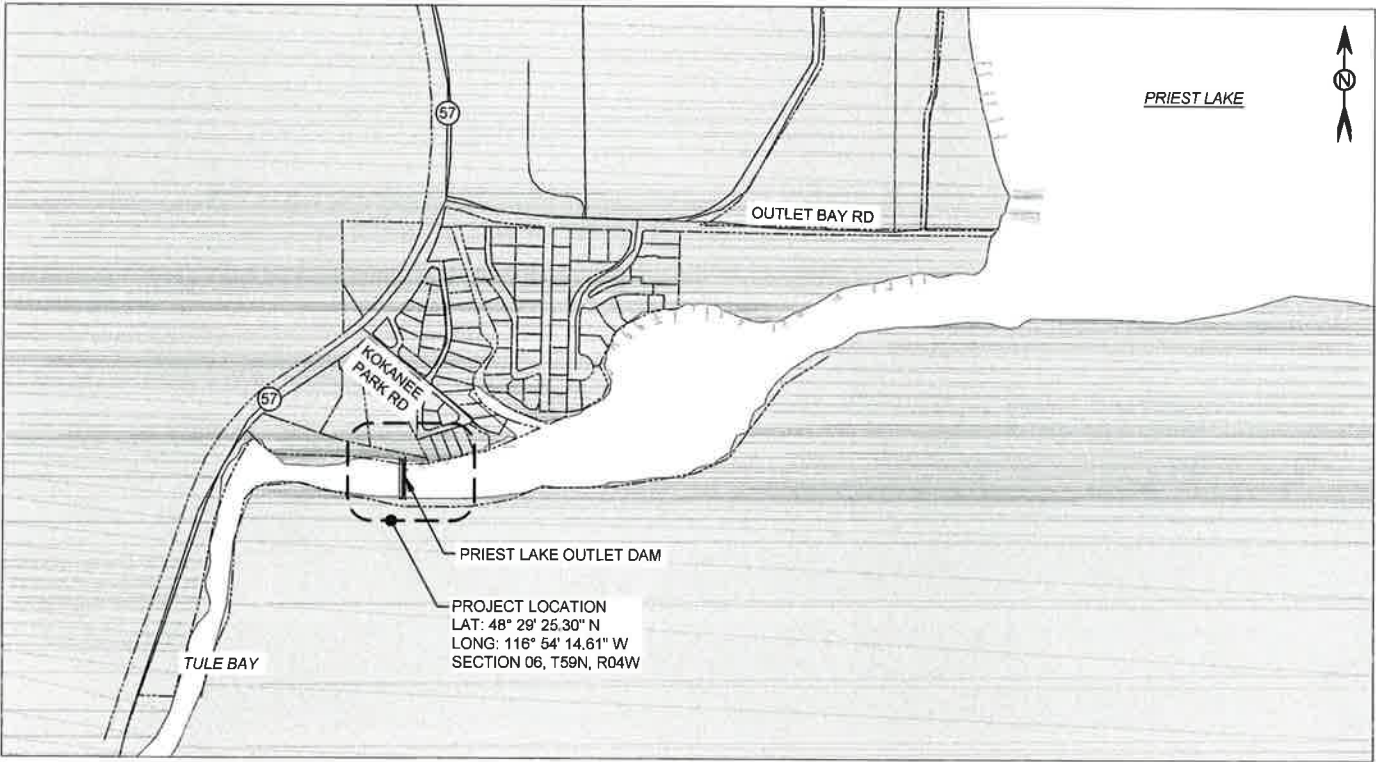 57
PRIEST LAKE
N
OUTLET BAY RD
KOKANEE
PARK RD
57
PRIEST LAKE OUTLET DAM
PROJECT LOCATION
LAT: 48° 29' 25.30" N
LONG: 116° 54' 14.61" W
SECTION 06, T59N, R04W
TULE BAY